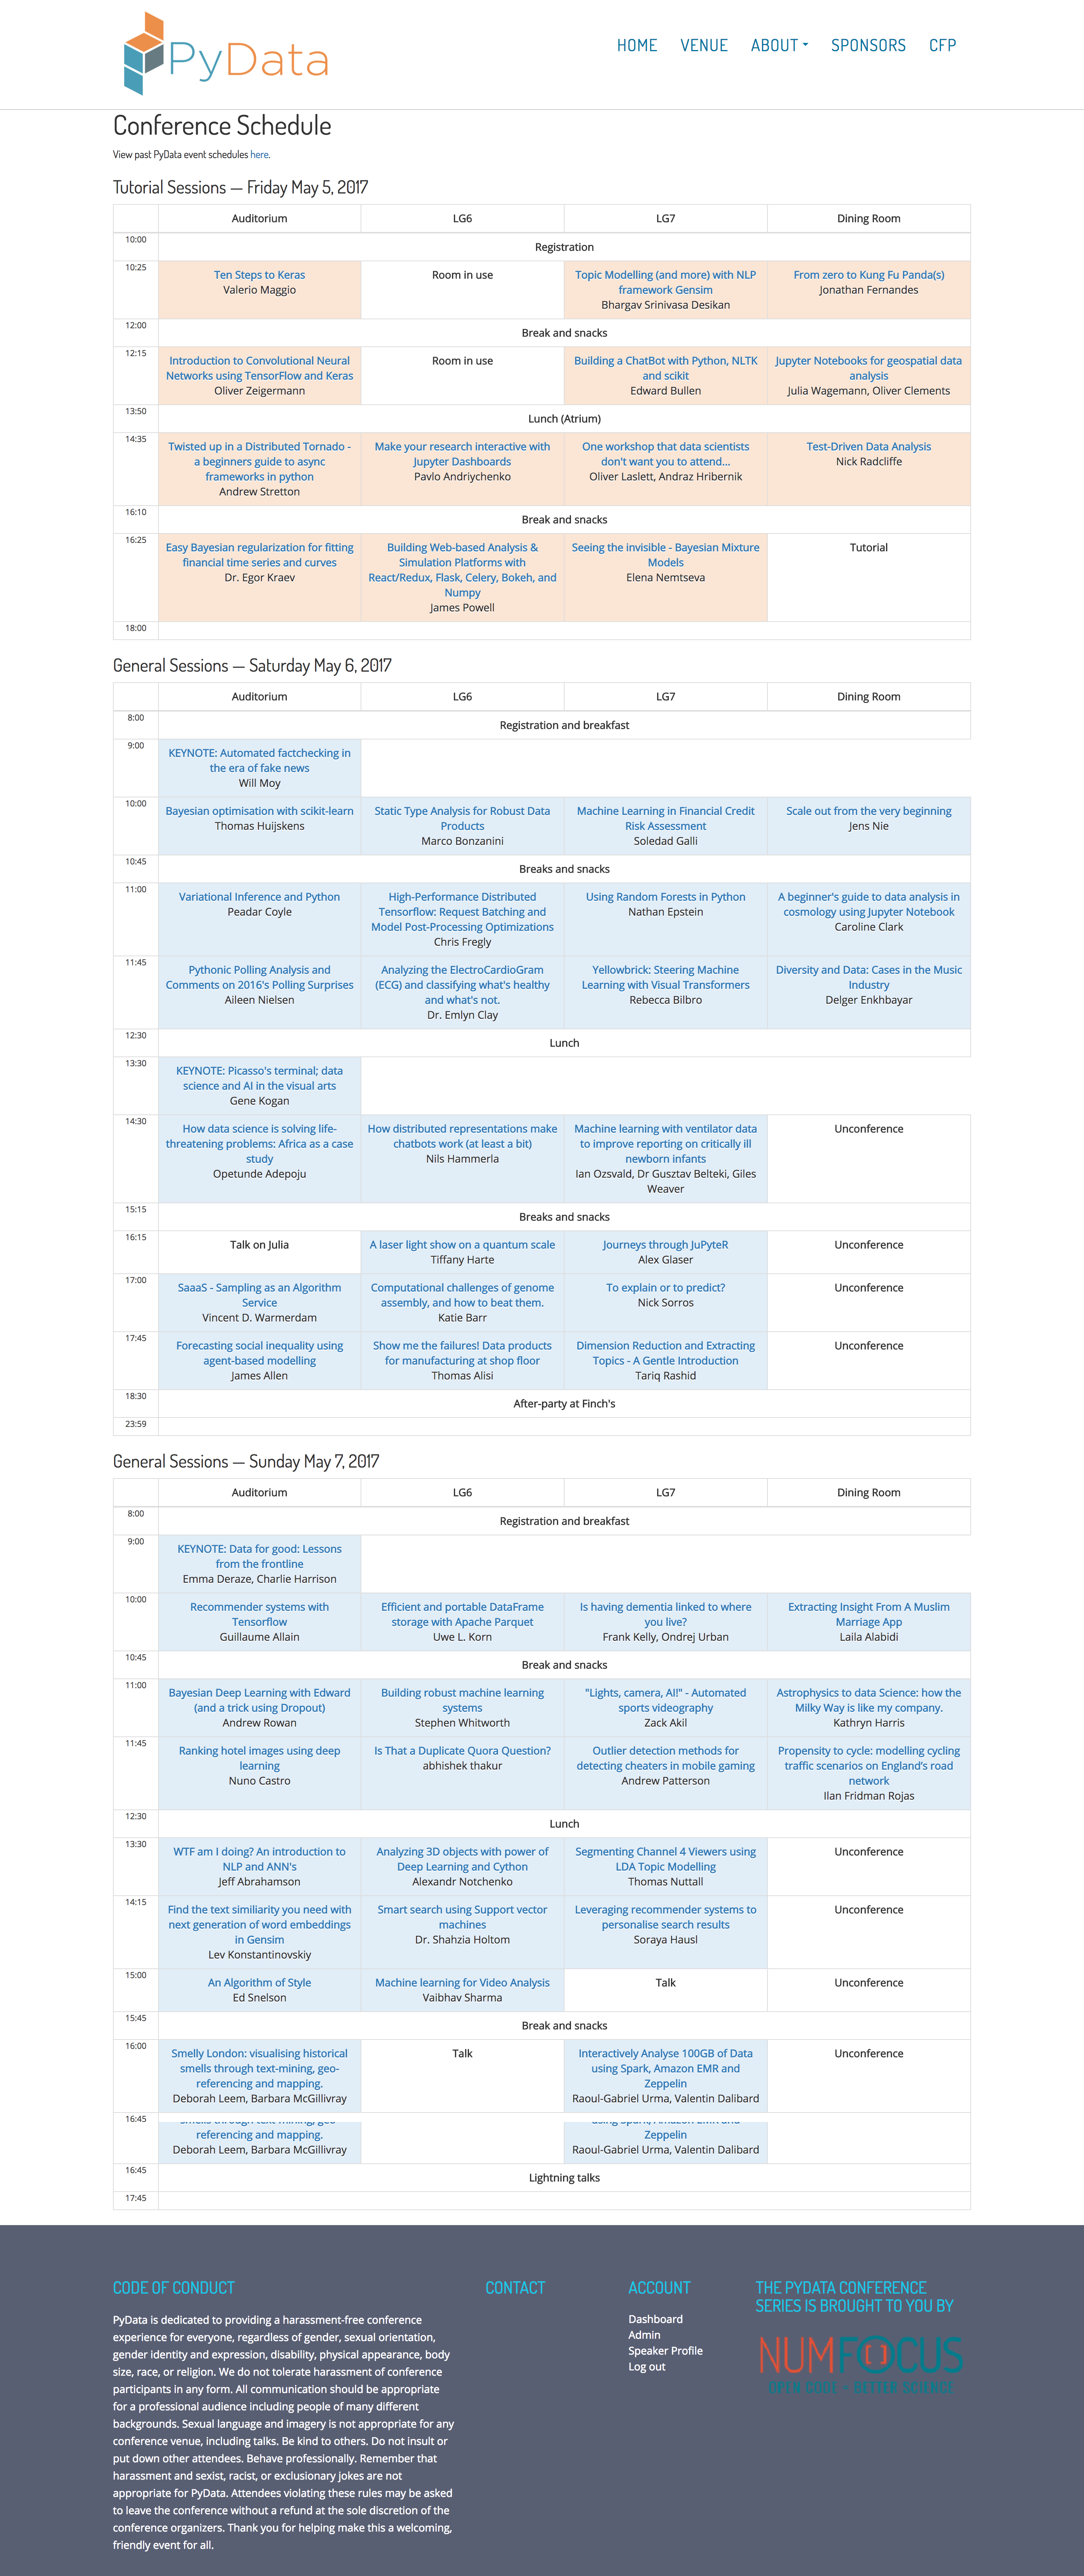 PyData
HOME VENUE ABOUT SPONSORS CFP
Conference Schedule
View past PyData event schedules here.
Tutorial Sessions — Friday May 5, 2017
Auditorium LG6 LG7 Dining Room
10:00
Registration
10:25
Ten Steps to Keras
Valerio Maggio
Room in use
Topic Modelling (and more) with NLP
framework Gensim
Bhargav Srinivasa Desikan
From zero to Kung Fu Panda(s)
Jonathan Fernandes
12:00
Break and snacks
12:15
Introduction to Convolutional Neural
Networks using TensorFlow and Keras
Oliver Zeigermann
Room in use
Building a ChatBot with Python, NLTK
and scikit
Edward Bullen
Jupyter Notebooks for geospatial data
analysis
Julia Wagemann, Oliver Clements
13:50
Lunch (Atrium)
14:35
Twisted up in a Distributed Tornado -
a beginners guide to async
frameworks in python
Andrew Stretton
Make your research interactive with
Jupyter Dashboards
Pavlo Andriychenko
One workshop that data scientists
don't want you to attend...
Oliver Laslett, Andraz Hribernik
Test-Driven Data Analysis
Nick Radcliffe
16:10
Break and snacks
16:25
Easy Bayesian regularization for fitting
financial time series and curves
Dr. Egor Kraev
Building Web-based Analysis &
Simulation Platforms with
React/Redux, Flask, Celery, Bokeh, and
Numpy
James Powell
Seeing the invisible - Bayesian Mixture
Models
Elena Nemtseva
Tutorial
18:00
General Sessions — Saturday May 6, 2017
Auditorium LG6 LG7 Dining Room
8:00
Registration and breakfast
9:00
KEYNOTE: Automated factchecking in
the era of fake news
Will Moy
10:00
Bayesian optimisation with scikit-learn
Thomas Huijskens
Static Type Analysis for Robust Data
Products
Marco Bonzanini
Machine Learning in Financial Credit
Risk Assessment
Soledad Galli
Scale out from the very beginning
Jens Nie
10:45
Breaks and snacks
11:00
Variational Inference and Python
Peadar Coyle
High-Performance Distributed
Tensorflow: Request Batching and
Model Post-Processing Optimizations
Chris Fregly
Using Random Forests in Python
Nathan Epstein
A beginner's guide to data analysis in
cosmology using Jupyter Notebook
Caroline Clark
11:45
Pythonic Polling Analysis and
Comments on 2016's Polling Surprises
Aileen Nielsen
Analyzing the ElectroCardioGram
(ECG) and classifying what's healthy
and what's not.
Dr. Emlyn Clay
Yellowbrick: Steering Machine
Learning with Visual Transformers
Rebecca Bilbro
Diversity and Data: Cases in the Music
Industry
Delger Enkhbayar
12:30
Lunch
13:30
KEYNOTE: Picasso's terminal; data
science and AI in the visual arts
Gene Kogan
14:30
How data science is solving life-
threatening problems: Africa as a case
study
Opetunde Adepoju
How distributed representations make
chatbots work (at least a bit)
Nils Hammerla
Machine learning with ventilator data
to improve reporting on critically ill
newborn infants
Ian Ozsvald, Dr Gusztav Belteki, Giles
Weaver
Unconference
15:15
Breaks and snacks
16:15
Talk on Julia
A laser light show on a quantum scale
Tiffany Harte
Journeys through JuPyteR
Alex Glaser
Unconference
17:00
SaaaS - Sampling as an Algorithm
Service
Vincent D. Warmerdam
Computational challenges of genome
assembly, and how to beat them.
Katie Barr
To explain or to predict?
Nick Sorros
Unconference
17:45
Forecasting social inequality using
agent-based modelling
James Allen
Show me the failures! Data products
for manufacturing at shop floor
Thomas Alisi
Dimension Reduction and Extracting
Topics - A Gentle Introduction
Tariq Rashid
Unconference
18:30
After-party at Finch's
23:59
General Sessions — Sunday May 7, 2017
Auditorium LG6 LG7 Dining Room
8:00
Registration and breakfast
9:00
KEYNOTE: Data for good: Lessons
from the frontline
Emma Deraze, Charlie Harrison
10:00
Recommender systems with
Tensorflow
Guillaume Allain
Efficient and portable DataFrame
storage with Apache Parquet
Uwe L. Korn
Is having dementia linked to where
you live?
Frank Kelly, Ondrej Urban
Extracting Insight From A Muslim
Marriage App
Laila Alabidi
10:45
Break and snacks
11:00
Bayesian Deep Learning with Edward
(and a trick using Dropout)
Andrew Rowan
Building robust machine learning
systems
Stephen Whitworth
"Lights, camera, AI!" - Automated
sports videography
Zack Akil
Astrophysics to data Science: how the
Milky Way is like my company.
Kathryn Harris
11:45
Ranking hotel images using deep
learning
Nuno Castro
Is That a Duplicate Quora Question?
abhishek thakur
Outlier detection methods for
detecting cheaters in mobile gaming
Andrew Patterson
Propensity to cycle: modelling cycling
traffic scenarios on England's road
network
Ilan Fridman Rojas
12:30
Lunch
13:30
WTF am I doing? An introduction to
NLP and ANN's
Jeff Abrahamson
Analyzing 3D objects with power of
Deep Learning and Cython
Alexandr Notchenko
Segmenting Channel 4 Viewers using
LDA Topic Modelling
Thomas Nuttall
Unconference
14:15
Find the text similiarity you need with
next generation of word embeddings
in Gensim
Lev Konstantinovskiy
Smart search using Support vector
machines
Dr. Shahzia Holtom
Leveraging recommender systems to
personalise search results
Soraya Hausl
Unconference
15:00
An Algorithm of Style
Ed Snelson
Machine learning for Video Analysis
Vaibhav Sharma
Talk
Unconference
15:45
Break and snacks
16:00
Smelly London: visualising historical
smells through text-mining, geo-
referencing and mapping.
Deborah Leem, Barbara McGillivray
Talk
Interactively Analyse 100GB of Data
using Spark, Amazon EMR and
Zeppelin
Raoul-Gabriel Urma, Valentin Dalibard
Unconference
16:45
smells through text-mining, geo-
referencing and mapping.
Deborah Leem, Barbara McGillivray
using Spark, Amazon EMR and
Zeppelin
Raoul-Gabriel Urma, Valentin Dalibard
16:45
Lightning talks
17:45
CODE OF CONDUCT
PyData is dedicated to providing a harassment-free conference
experience for everyone, regardless of gender, sexual orientation,
gender identity and expression, disability, physical appearance, body
size, race, or religion. We do not tolerate harassment of conference
participants in any form. All communication should be appropriate
for a professional audience including people of many different
backgrounds. Sexual language and imagery is not appropriate for any
conference venue, including talks. Be kind to others. Do not insult or
put down other attendees. Behave professionally. Remember that
harassment and sexist, racist, or exclusionary jokes are not
appropriate for PyData. Attendees violating these rules may be asked
to leave the conference without a refund at the sole discretion of the
conference organizers. Thank you for helping make this a welcoming,
friendly event for all.
CONTACT
ACCOUNT
Dashboard
Admin
Speaker Profile
Log out
THE PYDATA CONFERENCE
SERIES IS BROUGHT TO YOU BY
NUMFOCUS
OPEN CODE = BETTER SCIENCE